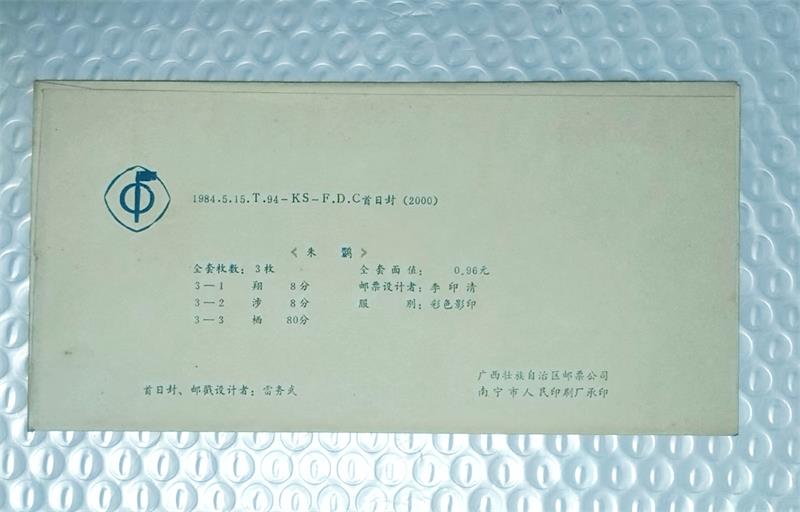 1984.5.15.T.94-KS-F.D.C首日封(2000)
《朱 鹮》
全套枚数: 3枚 全套面值: 0.96元
3—1 翔 8分 邮票设计者: 李印清
3—2 涉 8分 服 别: 彩色影印
3—3 栖 80分
广西壮族自治区邮票公司
首日封、邮戳设计者: 雷务武 南宁市人民印刷厂承印